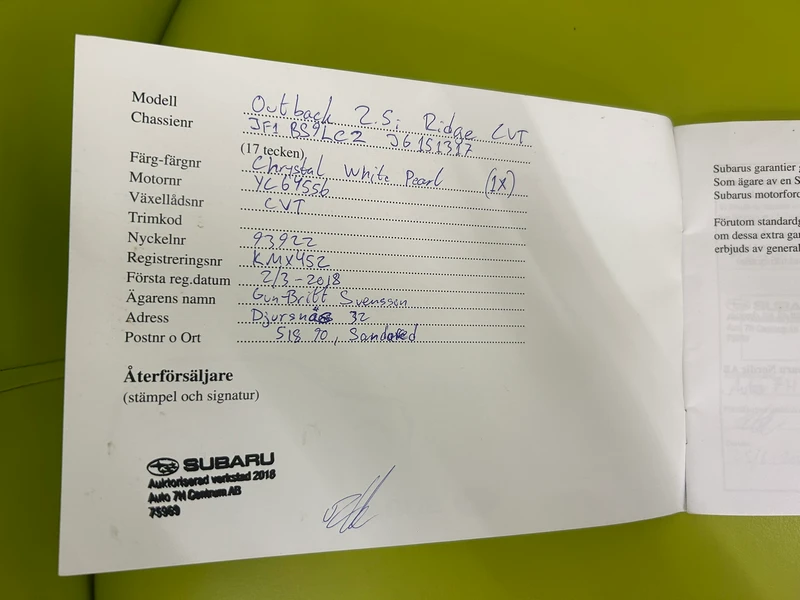 Modell Outback 2.5i Ridge CVT
Chassienr JF1 BS9LC2 JG151317
(17 tecken)
Färg-färgnr Chrystal White Pearl (1x)
Motornr YC64556
Växellådsnr CVT
Trimkod
Nyckelnr 93922
Registreringsnr KMX452
Första reg.datum 2/3-2018
Ägarens namn Gun-Britt Svensson
Adress Djursnäs 32
Postnr o Ort 518 90, Sandared
Återförsäljare
(stämpel och signatur)
SUBARU
Auktoriserad verkstad 2018
Auto 7H Centrum AB
75969
Subarus garantier
Som ägare av en S
Subarus motorford
Förutom standardg
om dessa extra gar
erbjuds av general